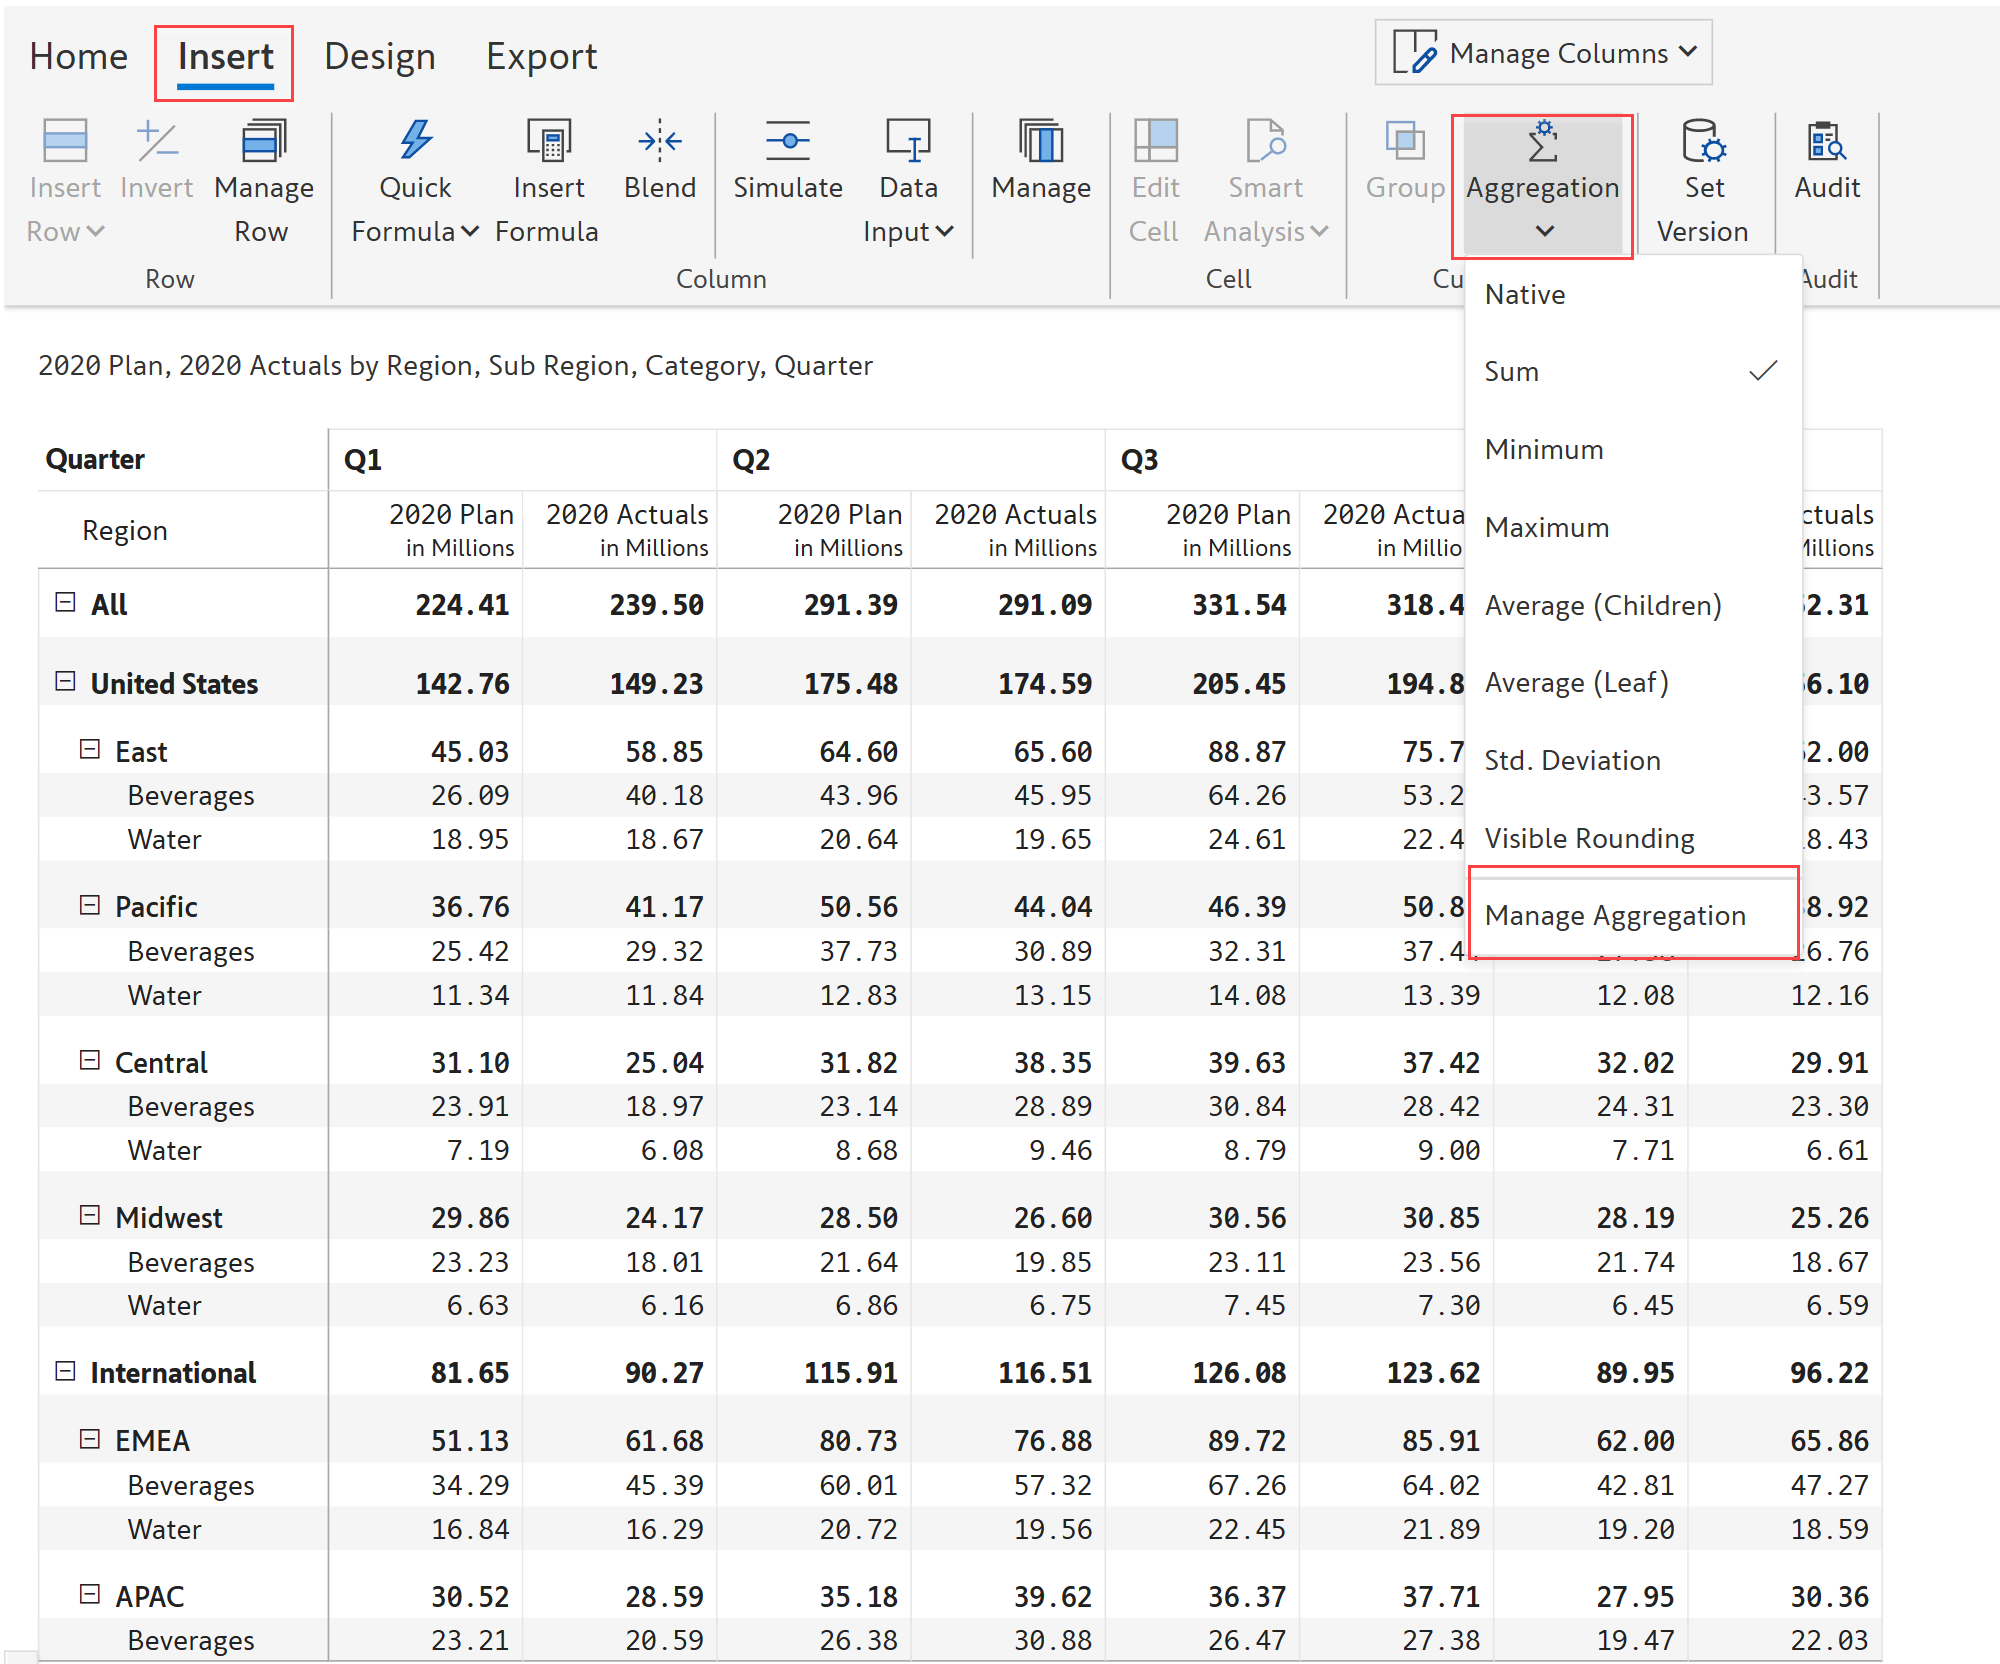 Home Insert Design Export Manage Columns
Insert Invert Manage Quick Insert Blend Simulate Data Manage Edit Smart Group Aggregation Set Audit
Row Row Formula Formula Input Cell Analysis Version
Row Column Cell Cu Audit
Native
Sum
Minimum
Maximum
Average (Children)
Average (Leaf)
Std. Deviation
Visible Rounding
Manage Aggregation
2020 Plan, 2020 Actuals by Region, Sub Region, Category, Quarter
Quarter Q1 Q2 Q3
Region 2020 Plan 2020 Actuals 2020 Plan 2020 Actuals 2020 Plan 2020 Actua ctuals
in Millions in Millions in Millions in Millions in Millions in Millio Millions
All 224.41 239.50 291.39 291.09 331.54 318.4 2.31
United States 142.76 149.23 175.48 174.59 205.45 194.8 6.10
East 45.03 58.85 64.60 65.60 88.87 75.7 2.00
Beverages 26.09 40.18 43.96 45.95 64.26 53.2 3.57
Water 18.95 18.67 20.64 19.65 24.61 22.4 8.43
Pacific 36.76 41.17 50.56 44.04 46.39 50.8 8.92
Beverages 25.42 29.32 37.73 30.89 32.31 37.4 26.76
Water 11.34 11.84 12.83 13.15 14.08 13.39 12.08 12.16
Central 31.10 25.04 31.82 38.35 39.63 37.42 32.02 29.91
Beverages 23.91 18.97 23.14 28.89 30.84 28.42 24.31 23.30
Water 7.19 6.08 8.68 9.46 8.79 9.00 7.71 6.61
Midwest 29.86 24.17 28.50 26.60 30.56 30.85 28.19 25.26
Beverages 23.23 18.01 21.64 19.85 23.11 23.56 21.74 18.67
Water 6.63 6.16 6.86 6.75 7.45 7.30 6.45 6.59
International 81.65 90.27 115.91 116.51 126.08 123.62 89.95 96.22
EMEA 51.13 61.68 80.73 76.88 89.72 85.91 62.00 65.86
Beverages 34.29 45.39 60.01 57.32 67.26 64.02 42.81 47.27
Water 16.84 16.29 20.72 19.56 22.45 21.89 19.20 18.59
APAC 30.52 28.59 35.18 39.62 36.37 37.71 27.95 30.36
Beverages 23.21 20.59 26.38 30.88 26.47 27.38 19.47 22.03